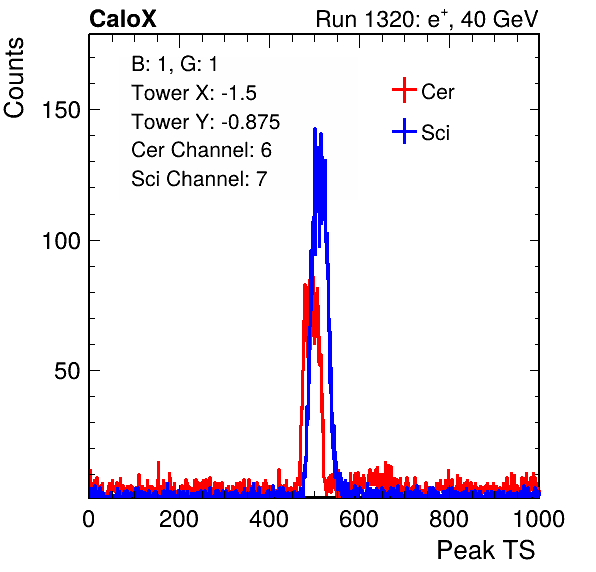 CaloX Run 1320: e⁺, 40 GeV
Counts
B: 1, G: 1
Tower X: -1.5
Tower Y: -0.875
Cer Channel: 6
Sci Channel: 7
Cer
Sci
150
100
50
0 200 400 600 800 1000
Peak TS